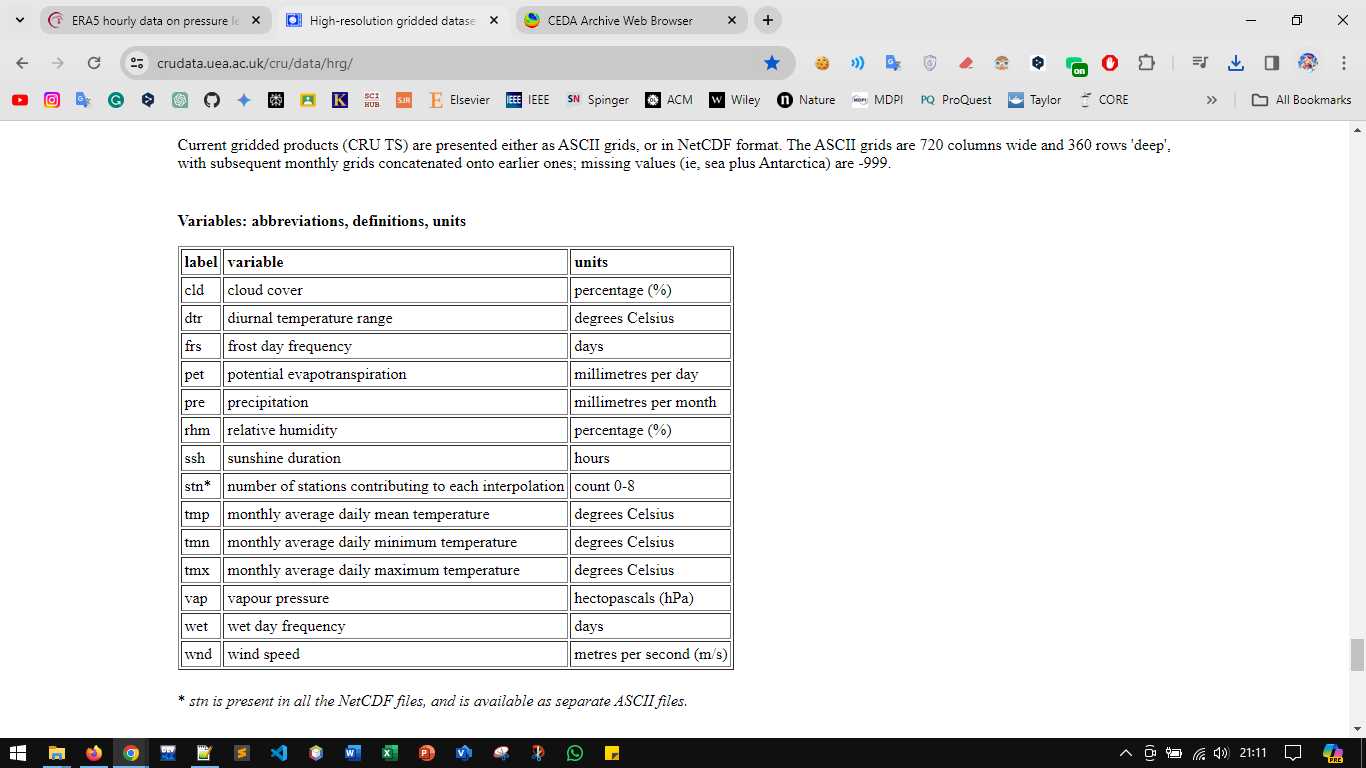 ERA5 hourly data on pressure le
High-resolution gridded datase
CEDA Archive Web Browser
crudata.uea.ac.uk/cru/data/hrg/
on
SCI HUB SJR Elsevier IEEE IEEE SN Spinger ACM W Wiley n Nature MDPI MDPI PQ ProQuest Taylor CORE » All Bookmarks
Current gridded products (CRU TS) are presented either as ASCII grids, or in NetCDF format. The ASCII grids are 720 columns wide and 360 rows 'deep',
with subsequent monthly grids concatenated onto earlier ones; missing values (ie, sea plus Antarctica) are -999.
Variables: abbreviations, definitions, units
label variable units
cld cloud cover percentage (%)
dtr diurnal temperature range degrees Celsius
frs frost day frequency days
pet potential evapotranspiration millimetres per day
pre precipitation millimetres per month
rhm relative humidity percentage (%)
ssh sunshine duration hours
stn* number of stations contributing to each interpolation count 0-8
tmp monthly average daily mean temperature degrees Celsius
tmn monthly average daily minimum temperature degrees Celsius
tmx monthly average daily maximum temperature degrees Celsius
vap vapour pressure hectopascals (hPa)
wet wet day frequency days
wnd wind speed metres per second (m/s)
* stn is present in all the NetCDF files, and is available as separate ASCII files.
21:11
PRE